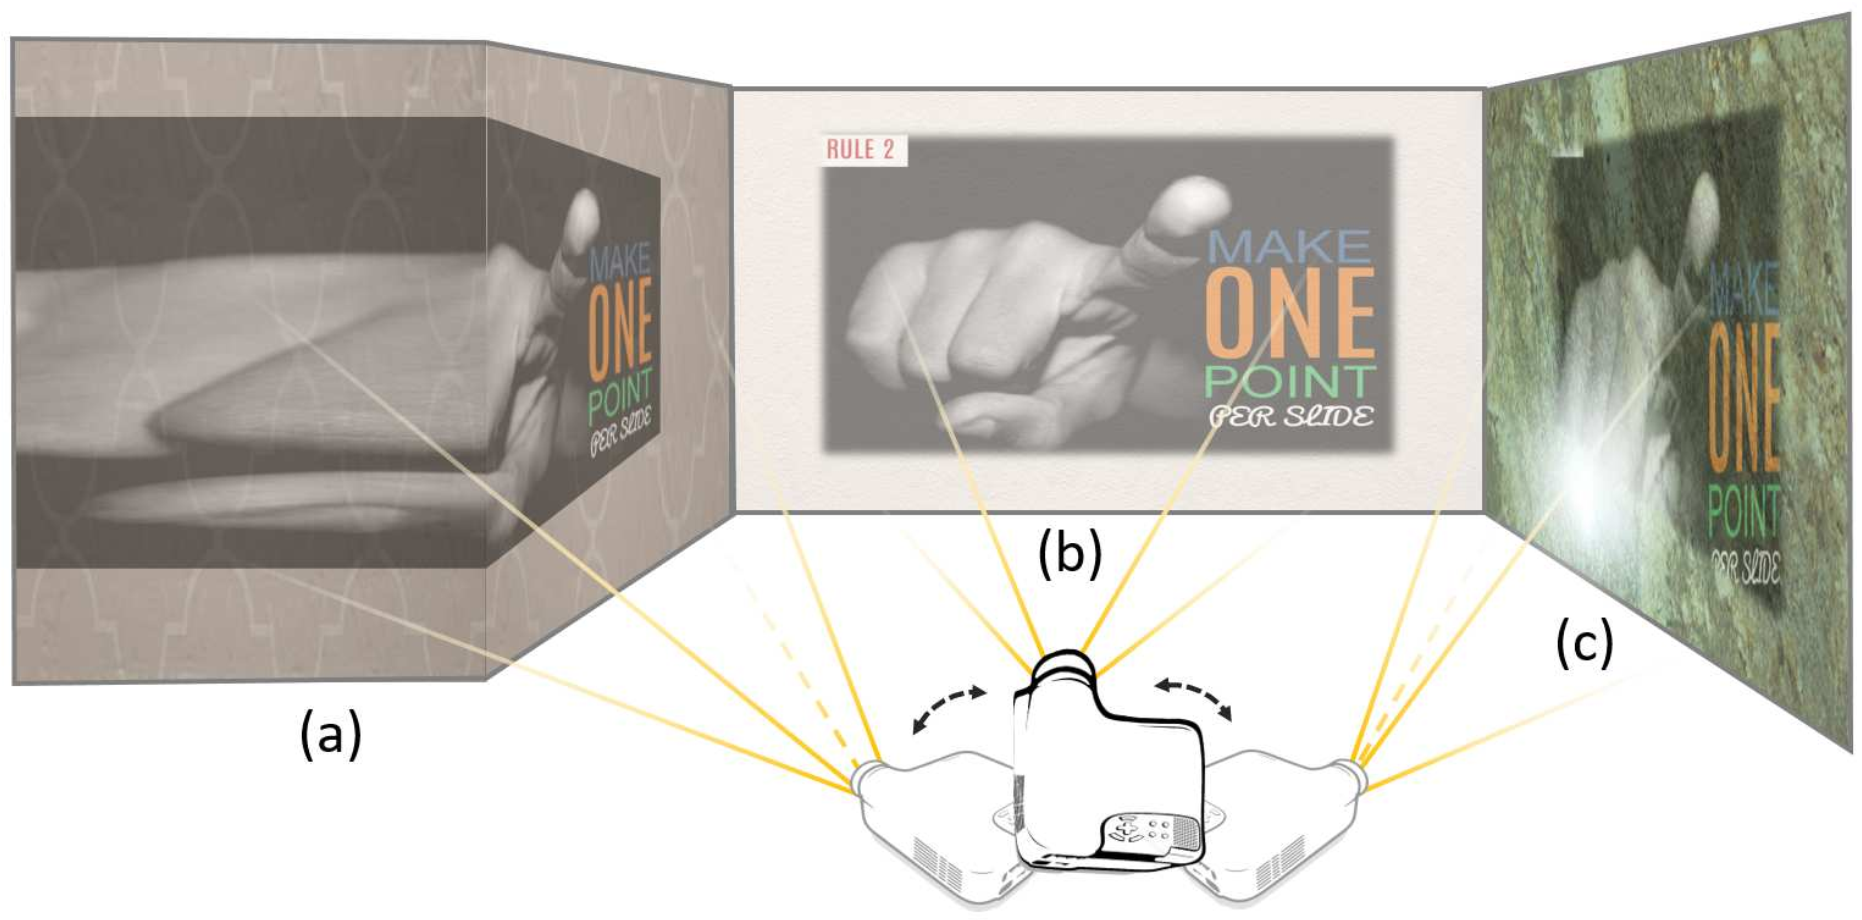 MAKE
ONE
POINT
PER SLIDE
(a)
RULE 2
MAKE
ONE
POINT
PER SLIDE
(b)
MAKE
ONE
POINT
PER SLIDE
(c)